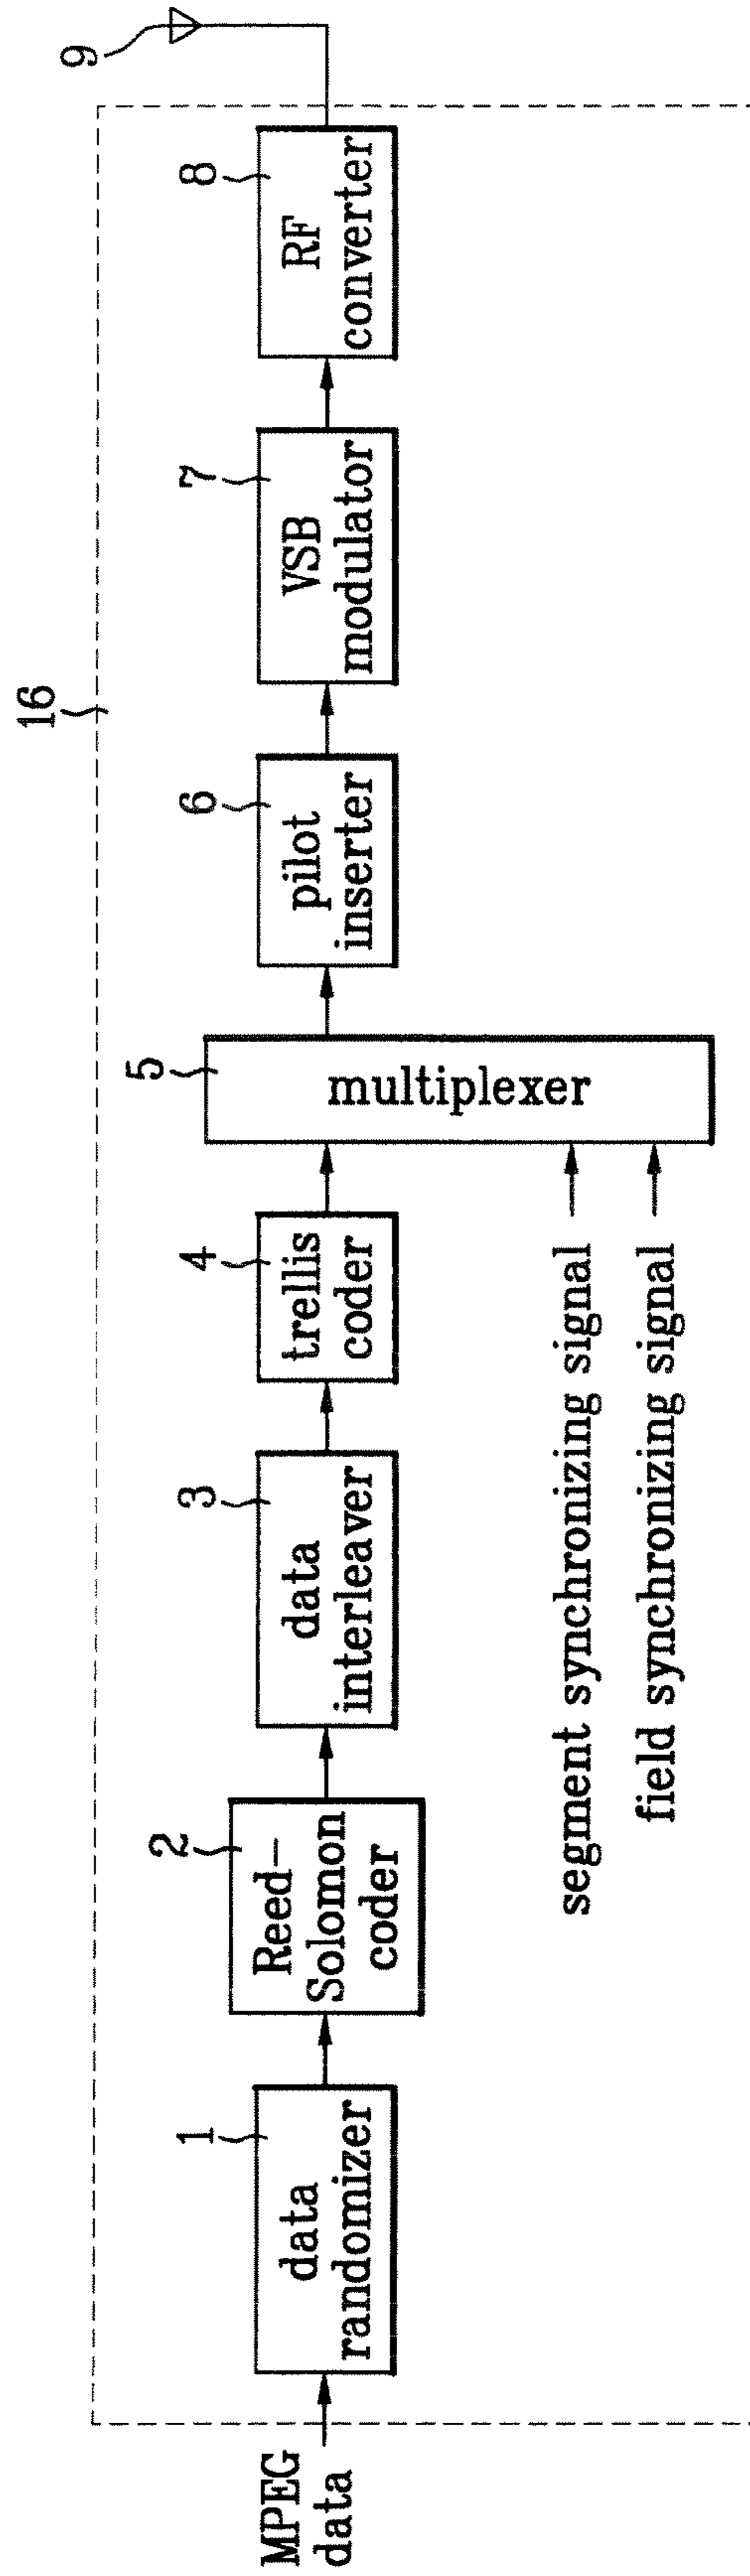 16
MPEG
data
1
data
randomizer
2
Reed-
Solomon
coder
3
data
interleaver
4
trellis
coder
5
multiplexer
segment synchronizing signal
field synchronizing signal
6
pilot
inserter
7
VSB
modulator
8
RF
converter
9